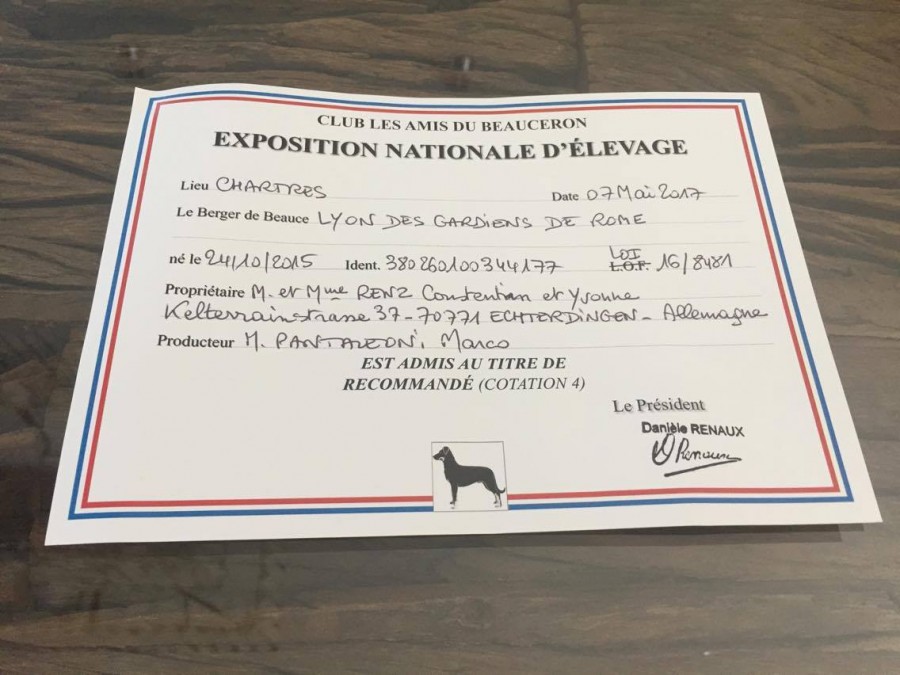 CLUB LES AMIS DU BEAUCERON
EXPOSITION NATIONALE D'ÉLEVAGE
Lieu CHARTRES Date 07 Mai 2017
Le Berger de Beauce LYON DES GARDIENS DE ROME
né le 24/10/2015 Ident. 380260100344177 LOI L.O.F. 16/8481
Propriétaire M. et Mme RENZ Constentian et Yvonne
Kelterrainstrasse 37-70771 ECHTERDINGEN - Allemagne
Producteur M. PANTALEONI, Marco
EST ADMIS AU TITRE DE
RECOMMANDÉ (COTATION 4)
Le Président
Danièle RENAUX
D Renaux